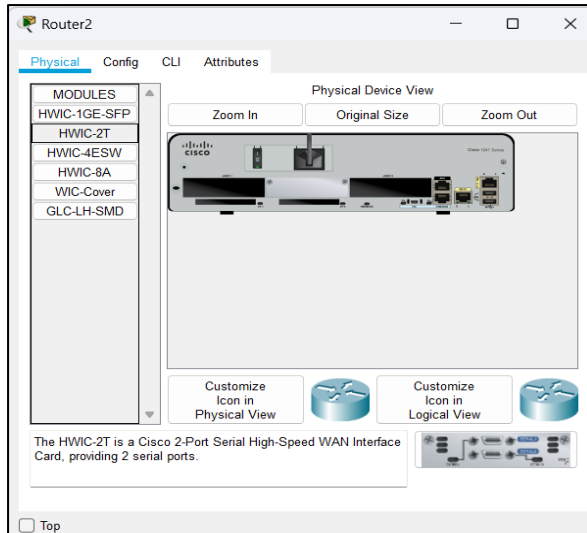 Router2
Physical Config CLI Attributes
MODULES
HWIC-1GE-SFP
HWIC-2T
HWIC-4ESW
HWIC-8A
WIC-Cover
GLC-LH-SMD
Physical Device View
Zoom In Original Size Zoom Out
CISCO
Customize
Icon in
Physical View
Customize
Icon in
Logical View
The HWIC-2T is a Cisco 2-Port Serial High-Speed WAN Interface
Card, providing 2 serial ports.
Top